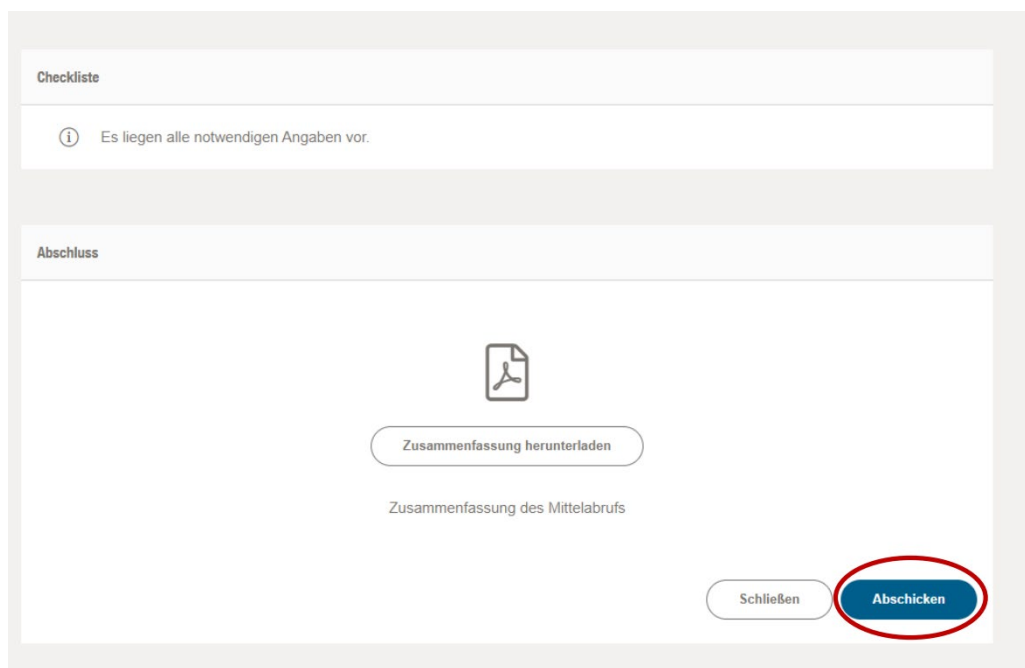 Checkliste
Es liegen alle notwendigen Angaben vor.
Abschluss
Zusammenfassung herunterladen
Zusammenfassung des Mittelabrufs
Schließen
Abschicken